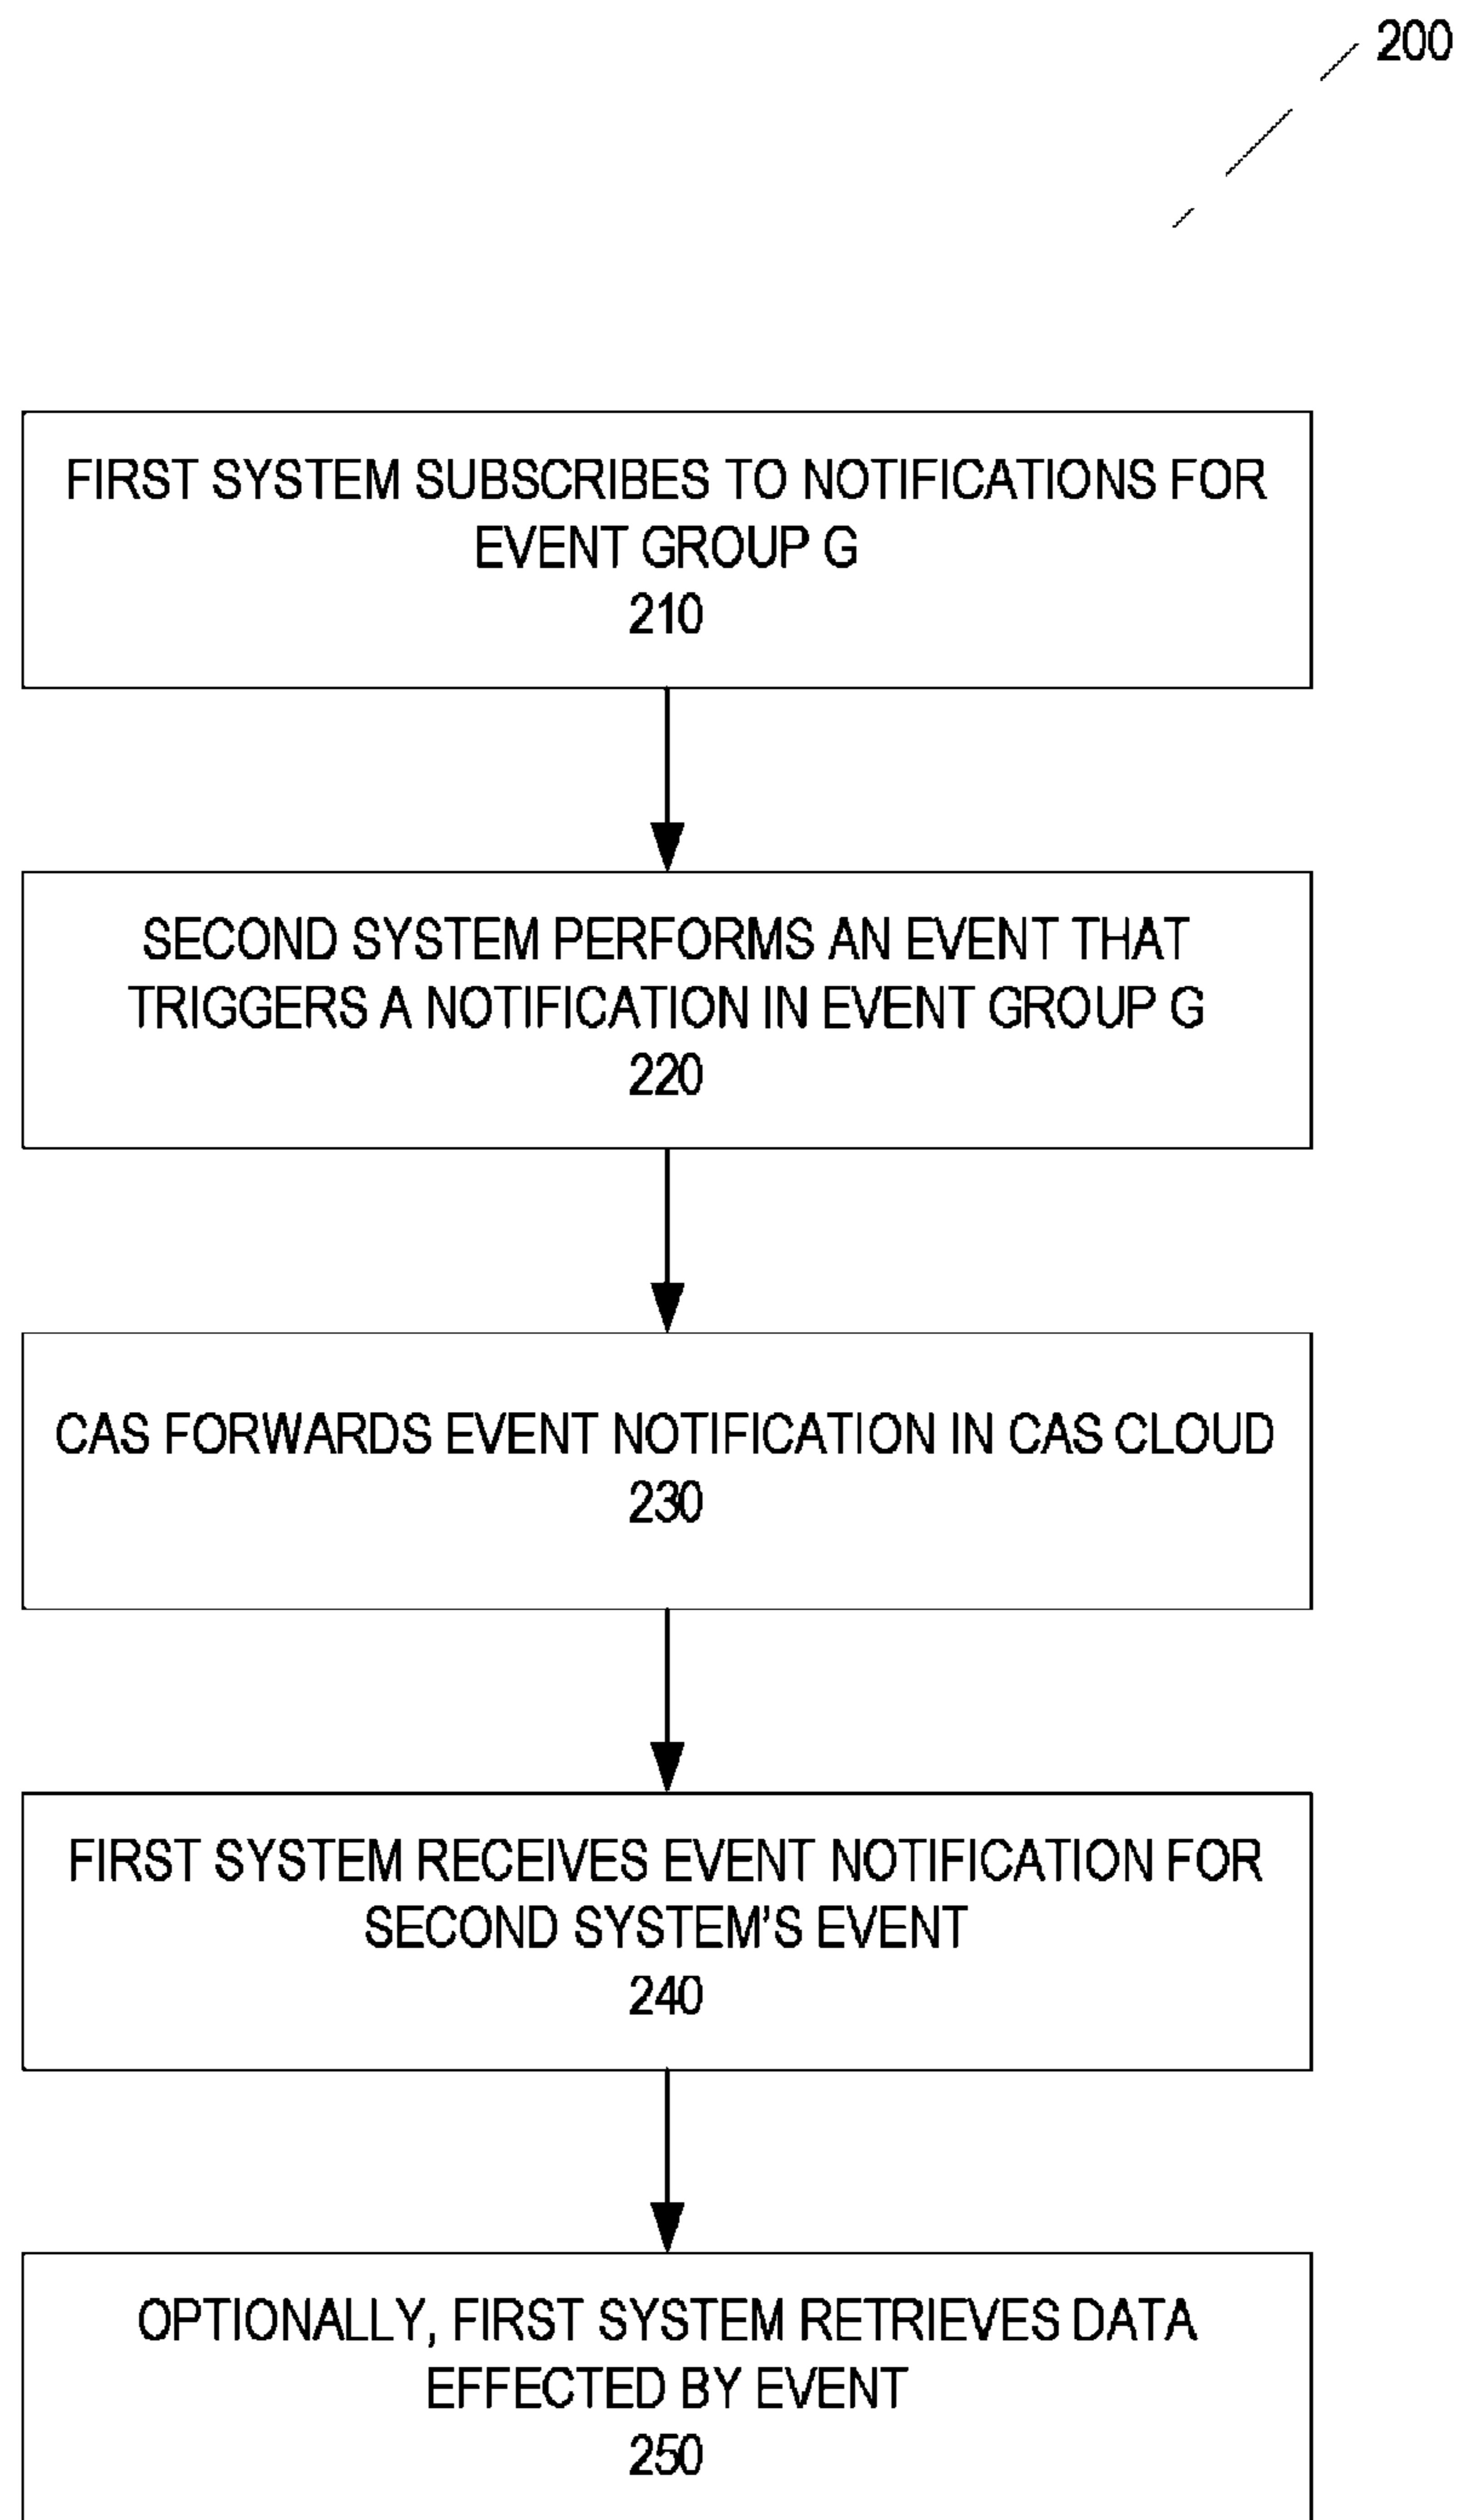 200
FIRST SYSTEM SUBSCRIBES TO NOTIFICATIONS FOR
EVENT GROUP G
210
SECOND SYSTEM PERFORMS AN EVENT THAT
TRIGGERS A NOTIFICATION IN EVENT GROUP G
220
CAS FORWARDS EVENT NOTIFICATION IN CAS CLOUD
230
FIRST SYSTEM RECEIVES EVENT NOTIFICATION FOR
SECOND SYSTEM'S EVENT
240
OPTIONALLY, FIRST SYSTEM RETRIEVES DATA
EFFECTED BY EVENT
250